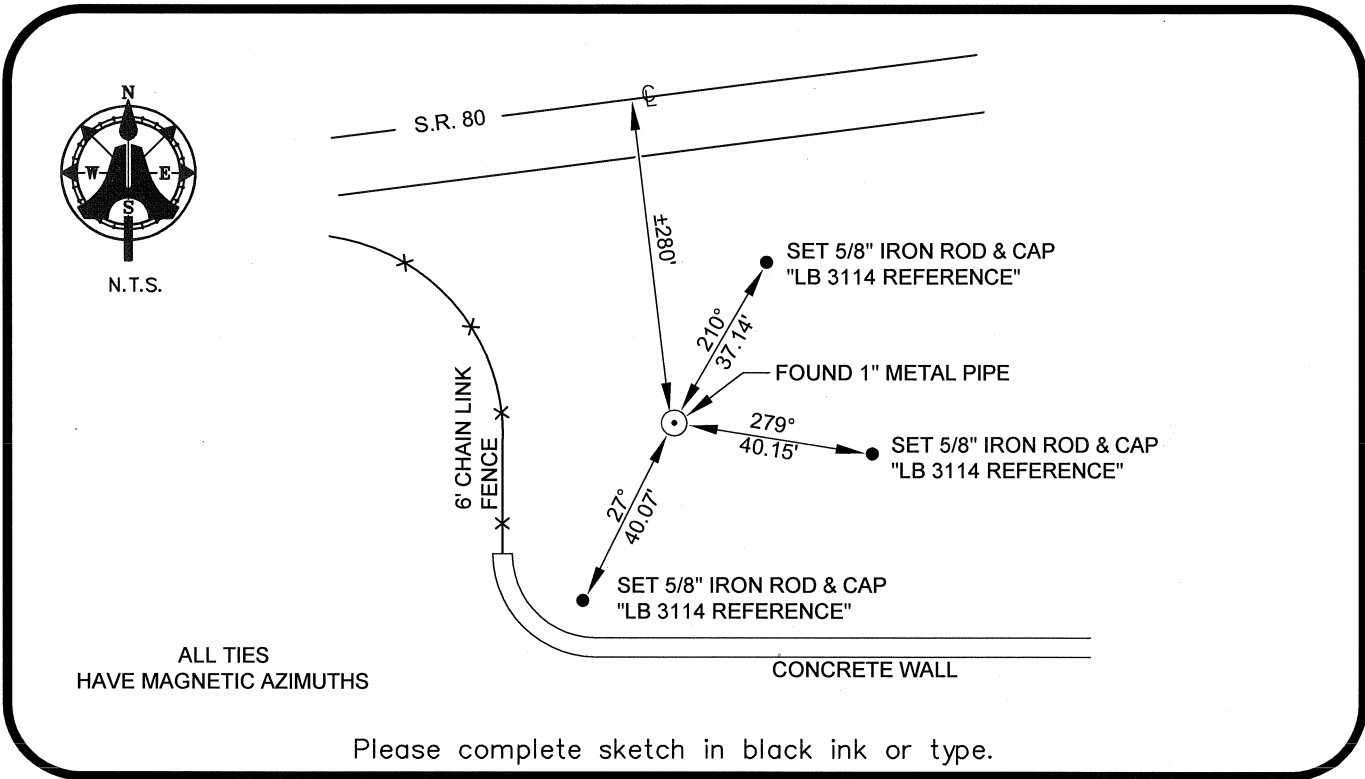 N
W
E
S
N.T.S.
S.R. 80
℄
±280'
SET 5/8" IRON ROD & CAP
"LB 3114 REFERENCE"
210°
37.14'
FOUND 1" METAL PIPE
279°
40.15'
SET 5/8" IRON ROD & CAP
"LB 3114 REFERENCE"
6' CHAIN LINK
FENCE
27°
40.07'
SET 5/8" IRON ROD & CAP
"LB 3114 REFERENCE"
ALL TIES
HAVE MAGNETIC AZIMUTHS
CONCRETE WALL
Please complete sketch in black ink or type.